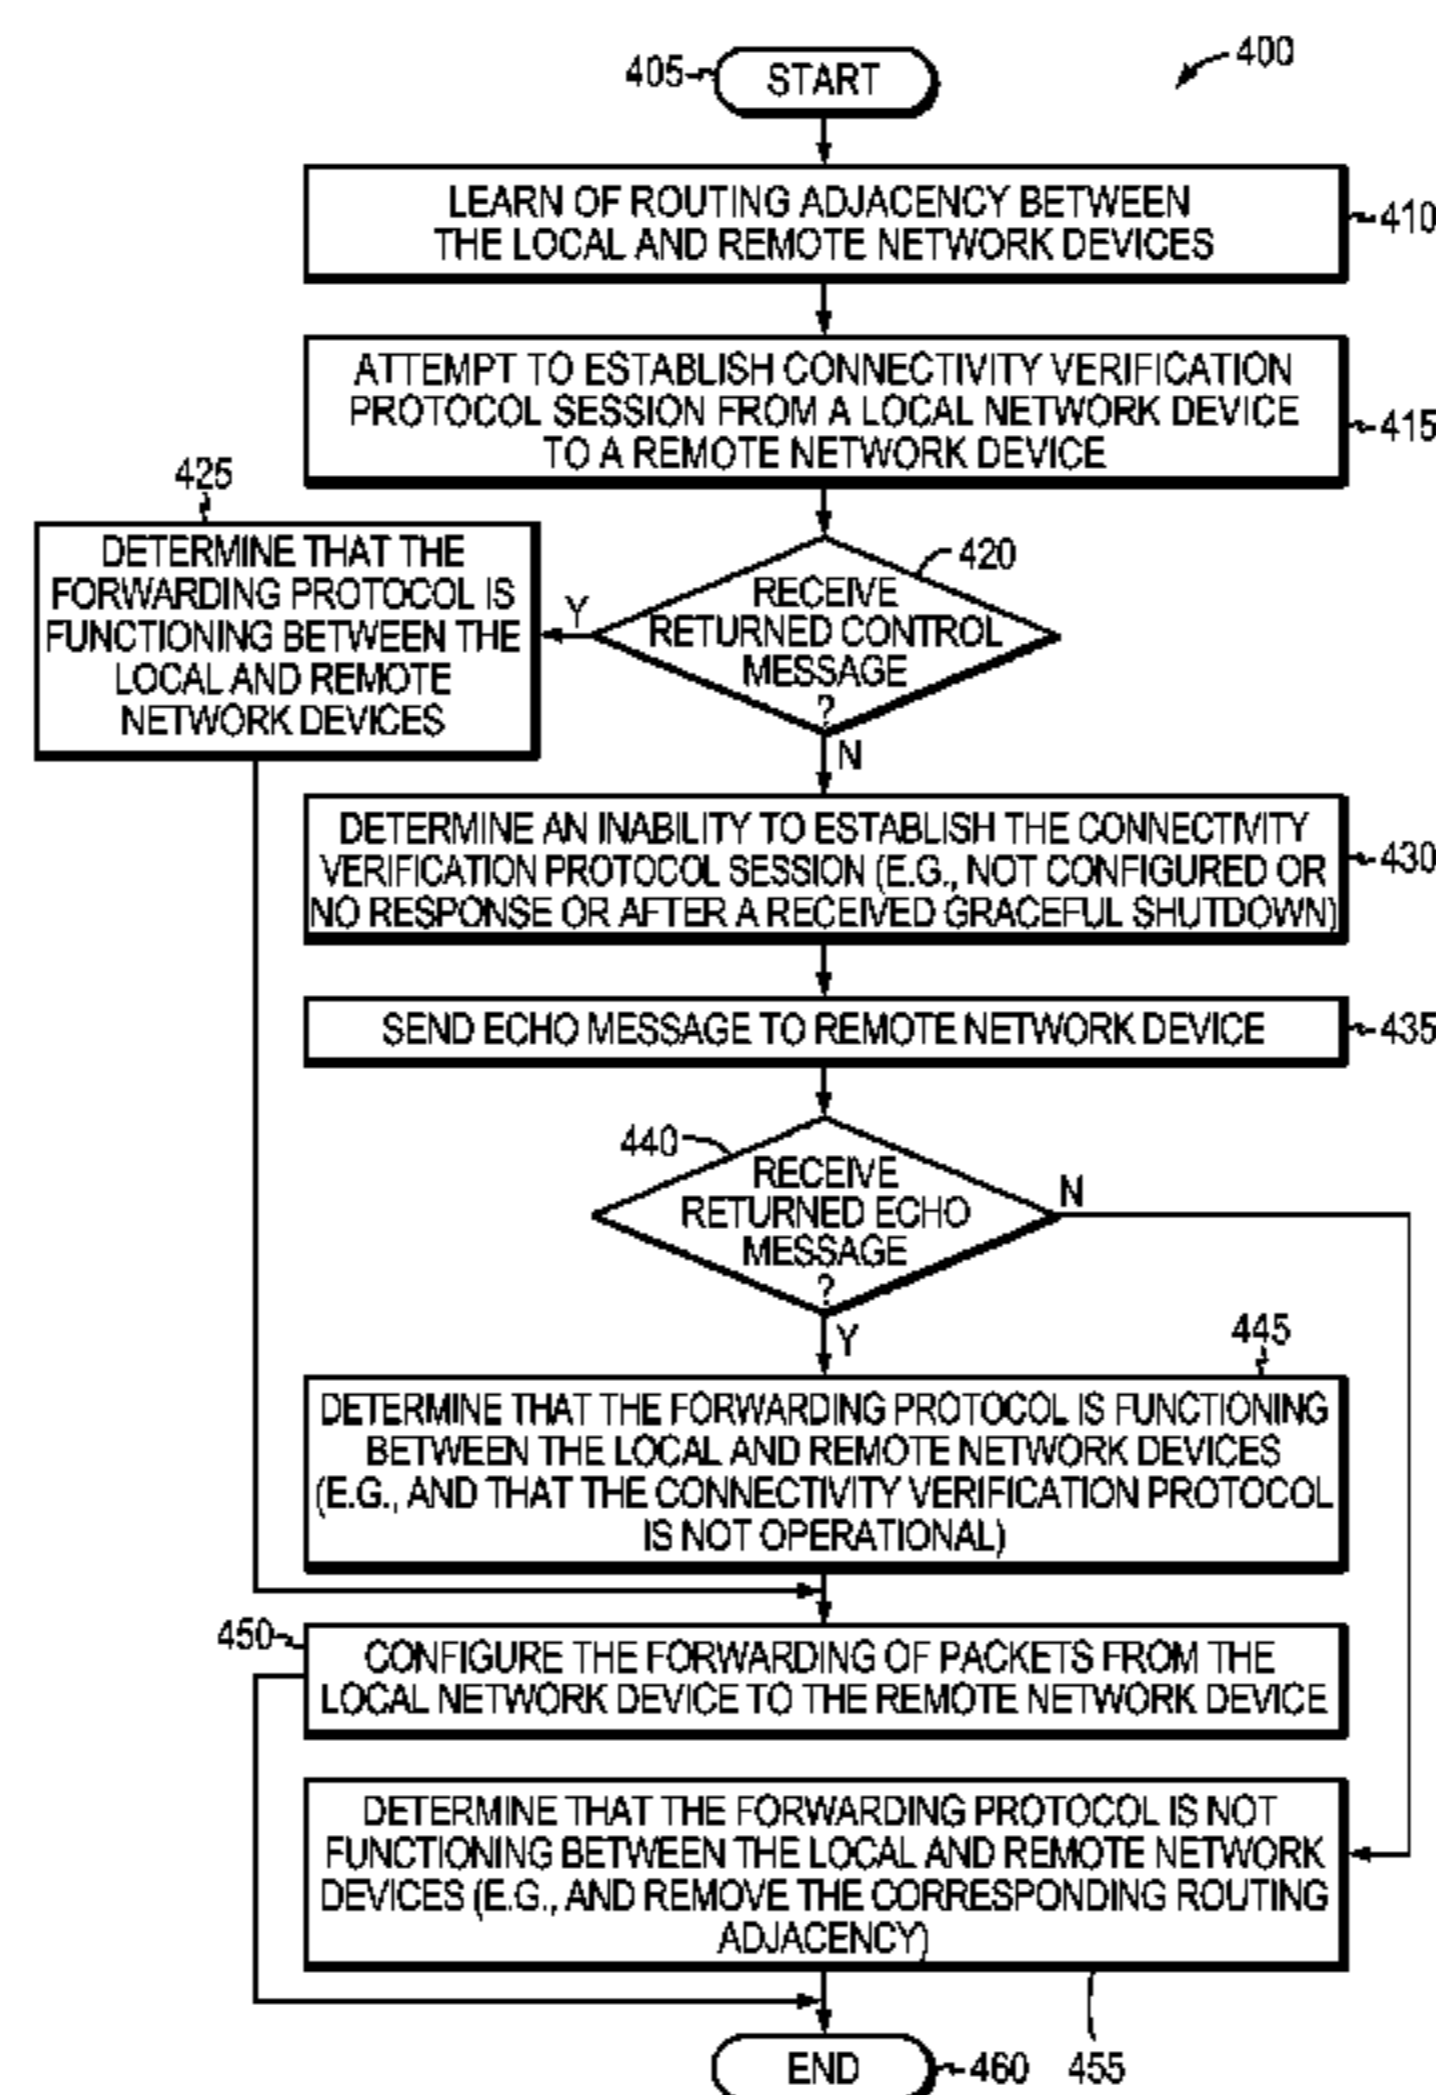 400
405
START
LEARN OF ROUTING ADJACENCY BETWEEN
THE LOCAL AND REMOTE NETWORK DEVICES
410
ATTEMPT TO ESTABLISH CONNECTIVITY VERIFICATION
PROTOCOL SESSION FROM A LOCAL NETWORK DEVICE
TO A REMOTE NETWORK DEVICE
415
425
DETERMINE THAT THE
FORWARDING PROTOCOL IS
FUNCTIONING BETWEEN THE
LOCAL AND REMOTE
NETWORK DEVICES
Y
420
RECEIVE
RETURNED CONTROL
MESSAGE
?
N
DETERMINE AN INABILITY TO ESTABLISH THE CONNECTIVITY
VERIFICATION PROTOCOL SESSION (E.G., NOT CONFIGURED OR
NO RESPONSE OR AFTER A RECEIVED GRACEFUL SHUTDOWN)
430
SEND ECHO MESSAGE TO REMOTE NETWORK DEVICE
435
440
RECEIVE
RETURNED ECHO
MESSAGE
?
N
Y
445
DETERMINE THAT THE FORWARDING PROTOCOL IS FUNCTIONING
BETWEEN THE LOCAL AND REMOTE NETWORK DEVICES
(E.G., AND THAT THE CONNECTIVITY VERIFICATION PROTOCOL
IS NOT OPERATIONAL)
450
CONFIGURE THE FORWARDING OF PACKETS FROM THE
LOCAL NETWORK DEVICE TO THE REMOTE NETWORK DEVICE
DETERMINE THAT THE FORWARDING PROTOCOL IS NOT
FUNCTIONING BETWEEN THE LOCAL AND REMOTE NETWORK
DEVICES (E.G., AND REMOVE THE CORRESPONDING ROUTING
ADJACENCY)
END
460
455